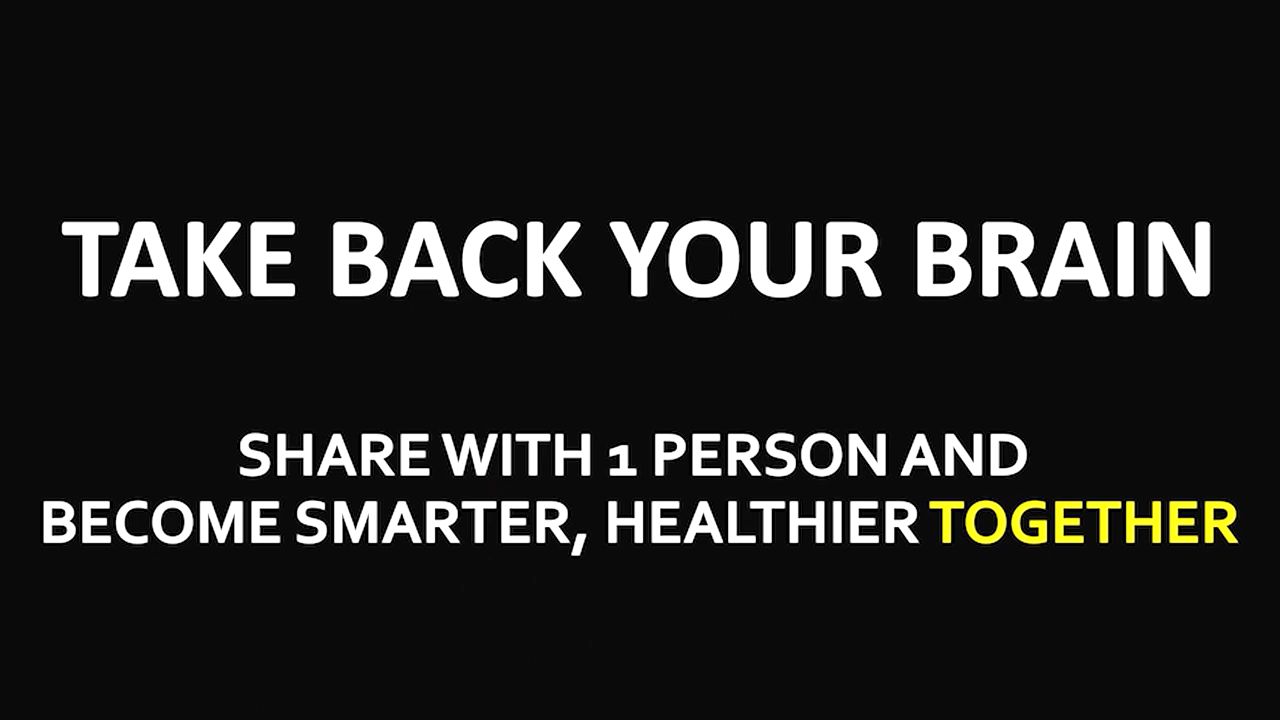 TAKE BACK YOUR BRAIN
SHARE WITH 1 PERSON AND
BECOME SMARTER, HEALTHIER TOGETHER